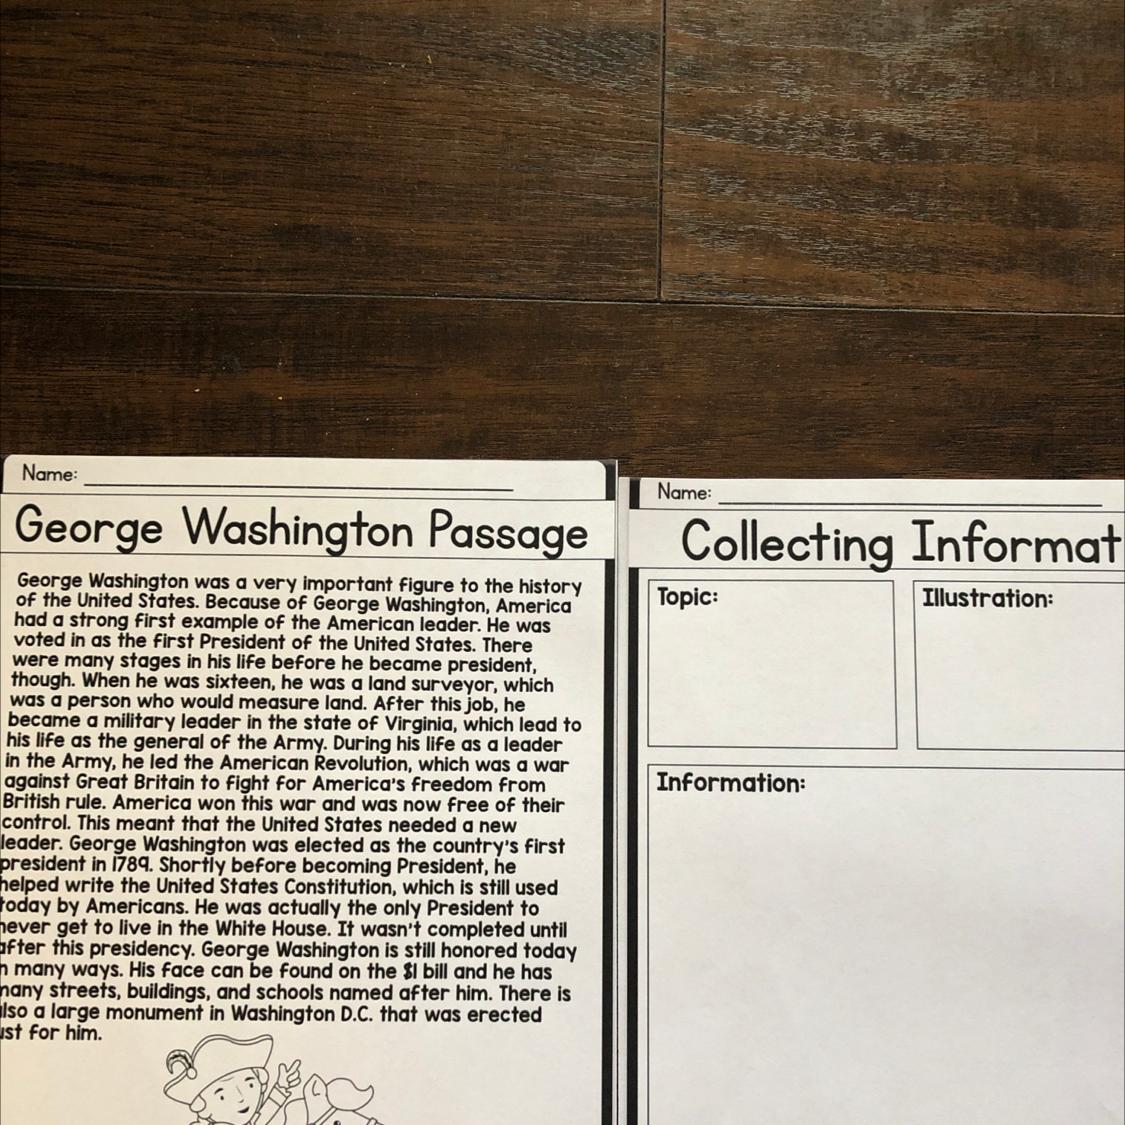 Name:
George Washington Passage
George Washington was a very important figure to the history
of the United States. Because of George Washington, America
had a strong first example of the American leader. He was
voted in as the first President of the United States. There
were many stages in his life before he became president,
though. When he was sixteen, he was a land surveyor, which
was a person who would measure land. After this job, he
became a military leader in the state of Virginia, which lead to
his life as the general of the Army. During his life as a leader
in the Army, he led the American Revolution, which was a war
against Great Britain to fight for America's freedom from
British rule. America won this war and was now free of their
control. This meant that the United States needed a new
leader. George Washington was elected as the country's first
president in 1789. Shortly before becoming President, he
helped write the United States Constitution, which is still used
today by Americans. He was actually the only President to
never get to live in the White House. It wasn't completed until
after this presidency. George Washington is still honored today
n many ways. His face can be found on the $1 bill and he has
many streets, buildings, and schools named after him. There is
also a large monument in Washington D.C. that was erected
ust for him.
Name:
Collecting Informat
Topic:
Illustration:
Information: